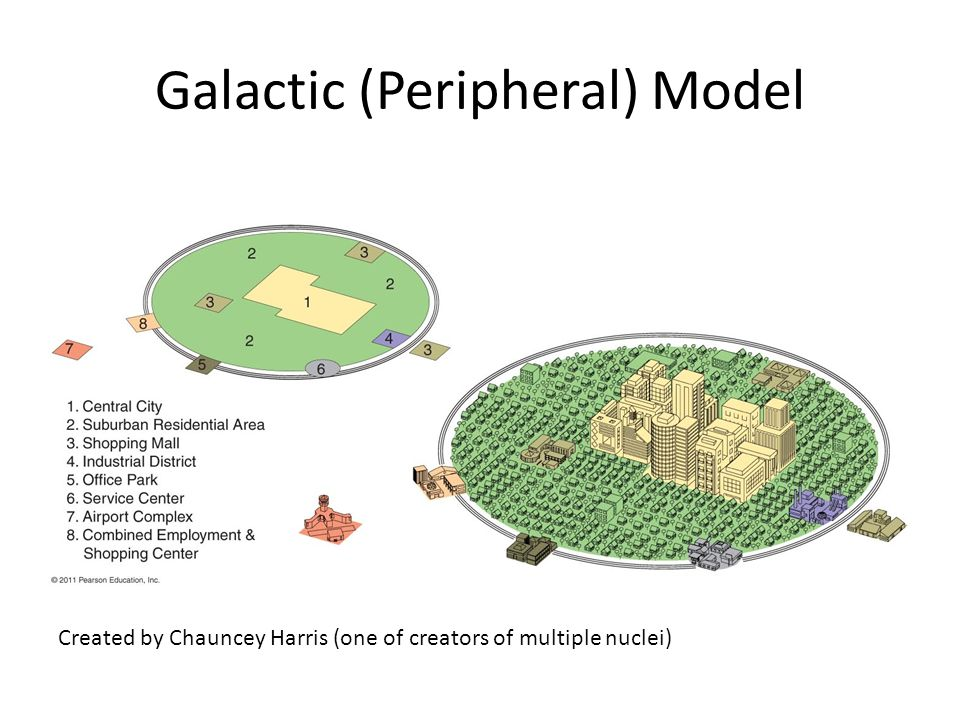 Galactic (Peripheral) Model
2
3
2
3
1
8
2
4
7
3
5
6
1. Central City
2. Suburban Residential Area
3. Shopping Mall
4. Industrial District
5. Office Park
6. Service Center
7. Airport Complex
8. Combined Employment &
Shopping Center
© 2011 Pearson Education, Inc.
Created by Chauncey Harris (one of creators of multiple nuclei)